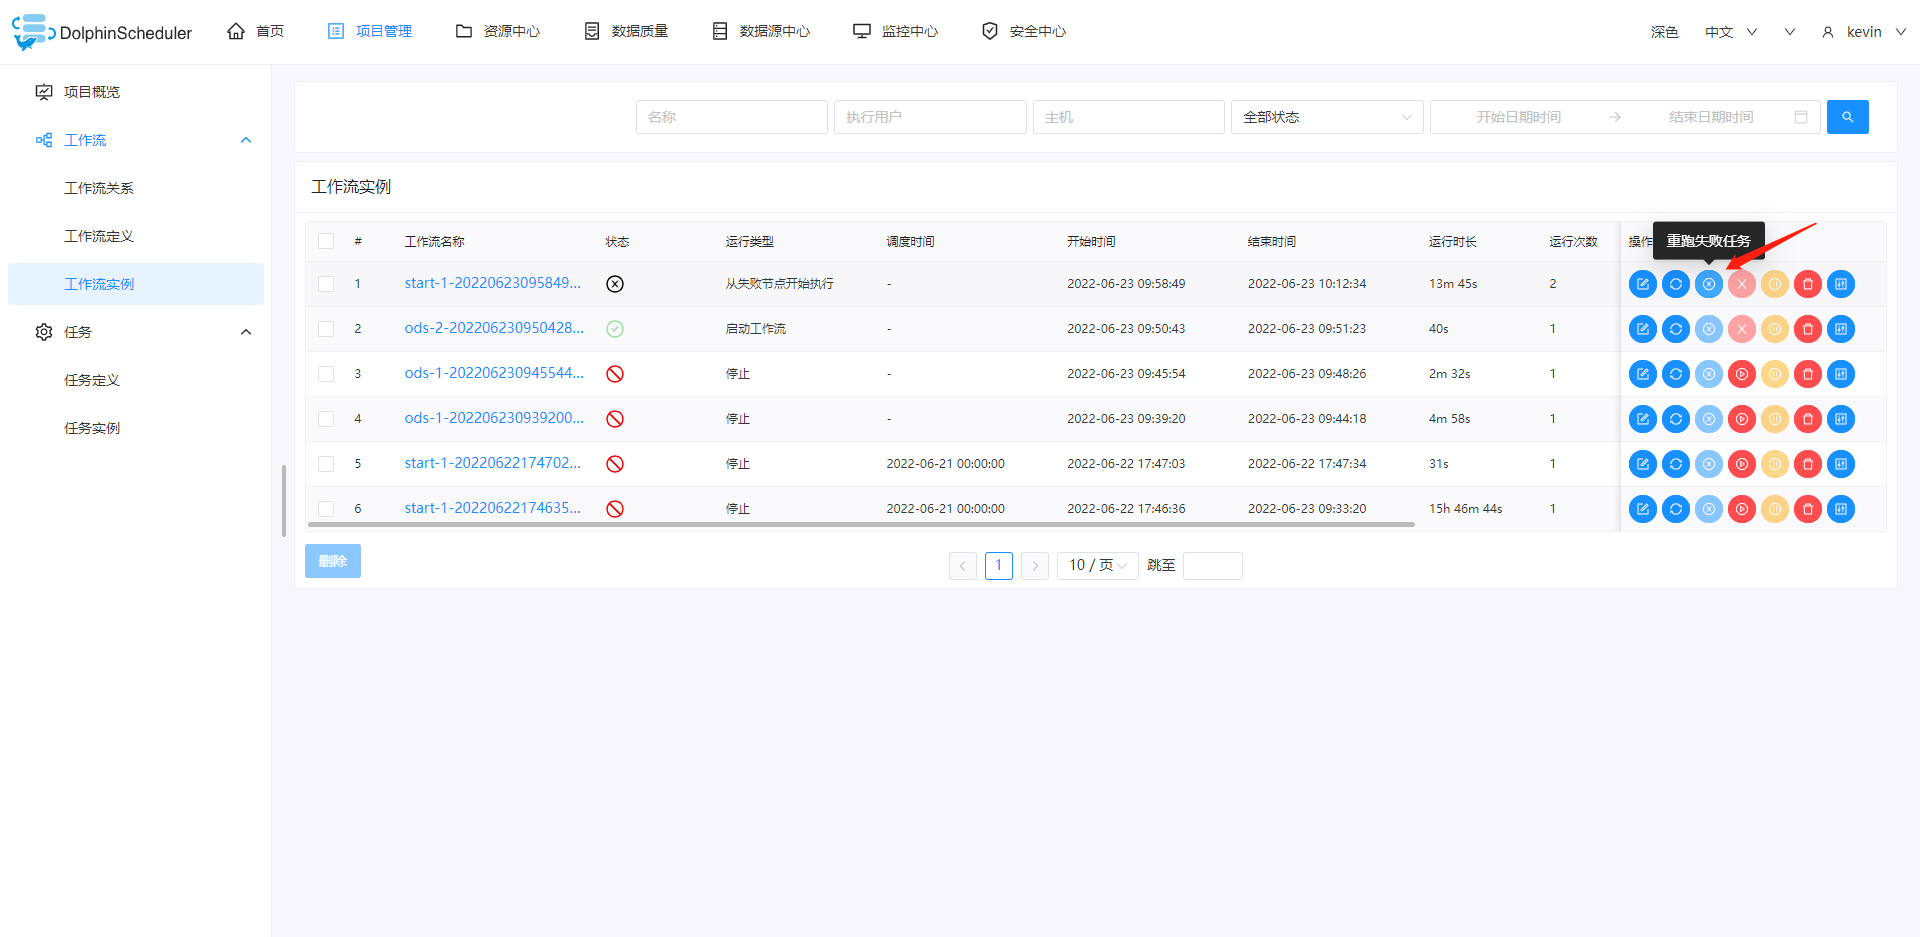 DolphinScheduler 首页 项目管理 资源中心 数据质量 数据源中心 监控中心 安全中心 深色 中文 kevin
项目概览
工作流
工作流关系
工作流定义
工作流实例
任务
任务定义
任务实例
名称 执行用户 主机 全部状态 开始日期时间 结束日期时间
工作流实例
# 工作流名称 状态 运行类型 调度时间 开始时间 结束时间 运行时长 运行次数 操作
重跑失败任务
1 start-1-20220623095849... 从失败节点开始执行 - 2022-06-23 09:58:49 2022-06-23 10:12:34 13m 45s 2
2 ods-2-202206230950428... 启动工作流 - 2022-06-23 09:50:43 2022-06-23 09:51:23 40s 1
3 ods-1-202206230945544... 停止 - 2022-06-23 09:45:54 2022-06-23 09:48:26 2m 32s 1
4 ods-1-202206230939200... 停止 - 2022-06-23 09:39:20 2022-06-23 09:44:18 4m 58s 1
5 start-1-20220622174702... 停止 2022-06-21 00:00:00 2022-06-22 17:47:03 2022-06-22 17:47:34 31s 1
6 start-1-20220622174635... 停止 2022-06-21 00:00:00 2022-06-22 17:46:36 2022-06-23 09:33:20 15h 46m 44s 1
删除 1 10 / 页 跳至